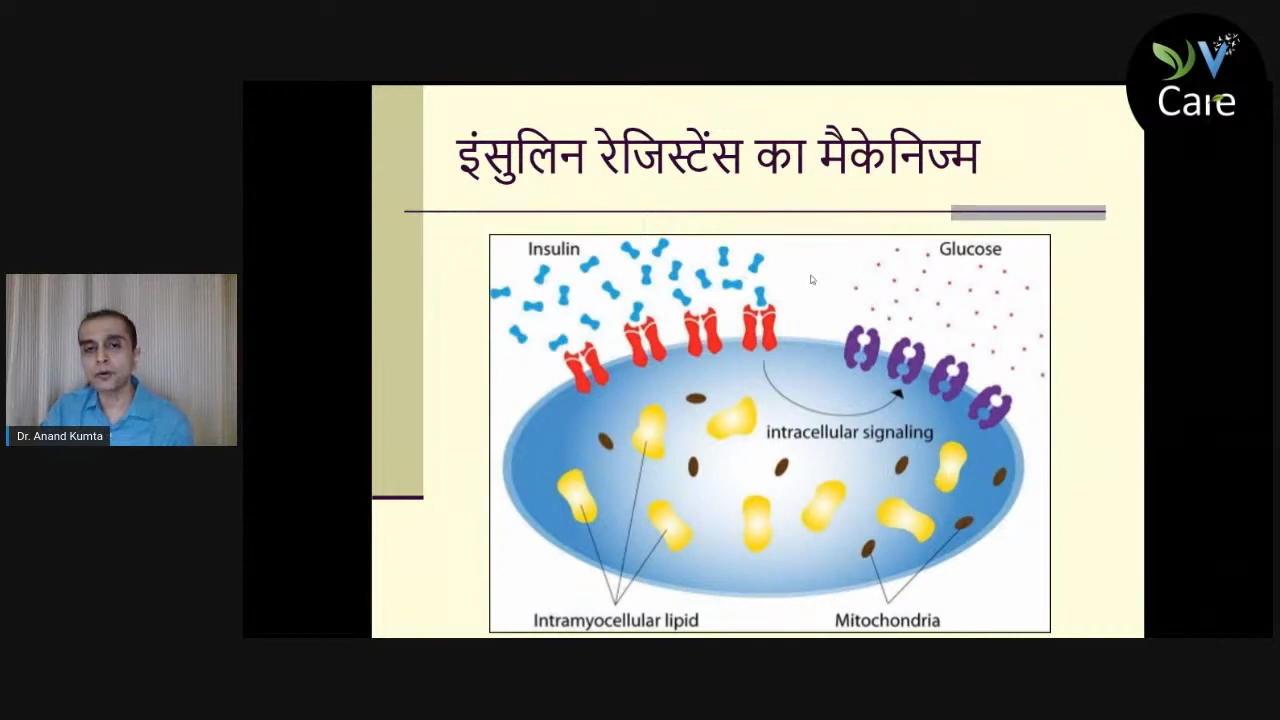 V
Care
इंसुलिन रेजिस्टेंस का मैकेनिज्म
Insulin
Glucose
intracellular signaling
Intramyocellular lipid
Mitochondria
Dr. Anand Kumta